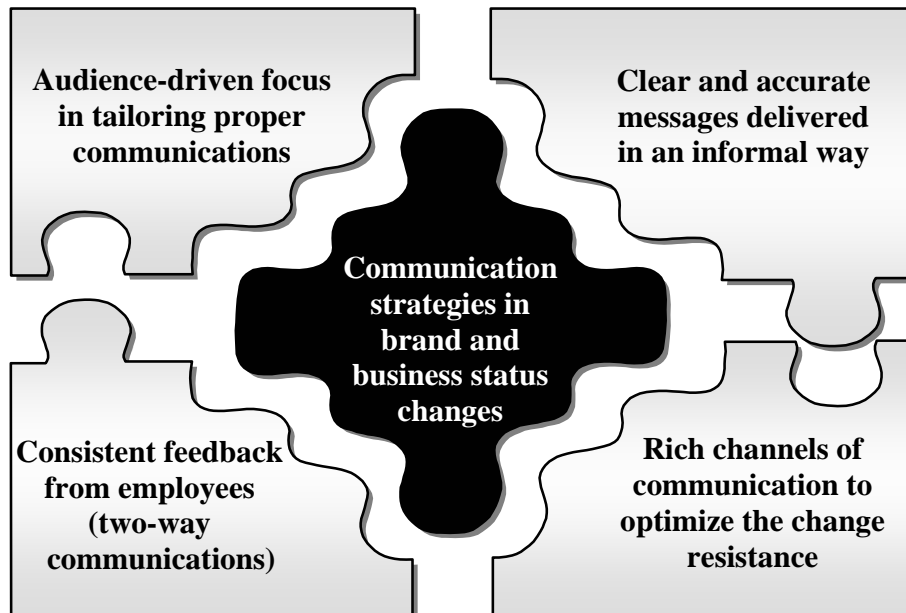 Audience-driven focus
in tailoring proper
communications
Clear and accurate
messages delivered
in an informal way
Communication
strategies in
brand and
business status
changes
Consistent feedback
from employees
(two-way
communications)
Rich channels of
communication to
optimize the change
resistance